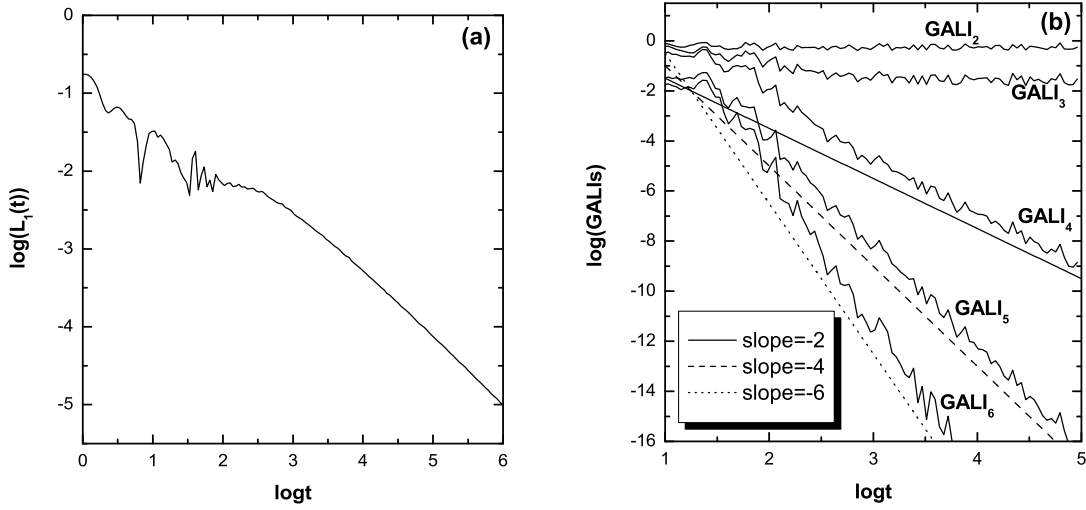 (a)
0
-1
-2
-3
-4
-5
log(L₁(t))
0 1 2 3 4 5 6
logt
(b)
GALI₂
GALI₃
GALI₄
GALI₅
GALI₆
0
-2
-4
-6
-8
-10
-12
-14
-16
log(GALIs)
slope=-2
slope=-4
slope=-6
1 2 3 4 5
logt